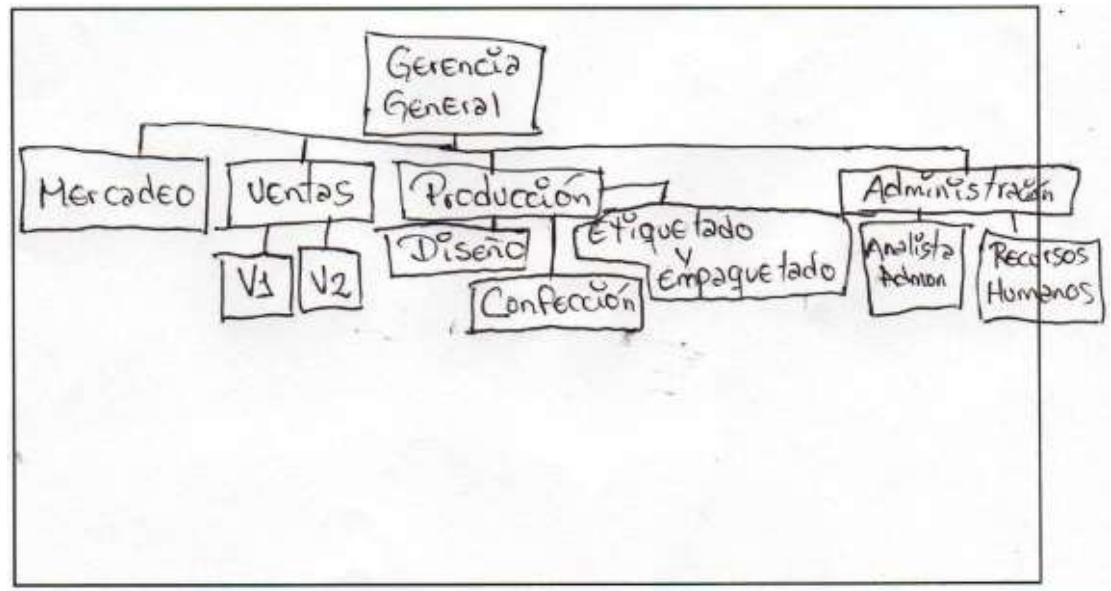 Gerencia
General
Mercadeo
Ventas
Producción
Administración
V1
V2
Diseño
Confección
Etiquetado
y
Empaquetado
Analista
Admon
Recursos
Humanos